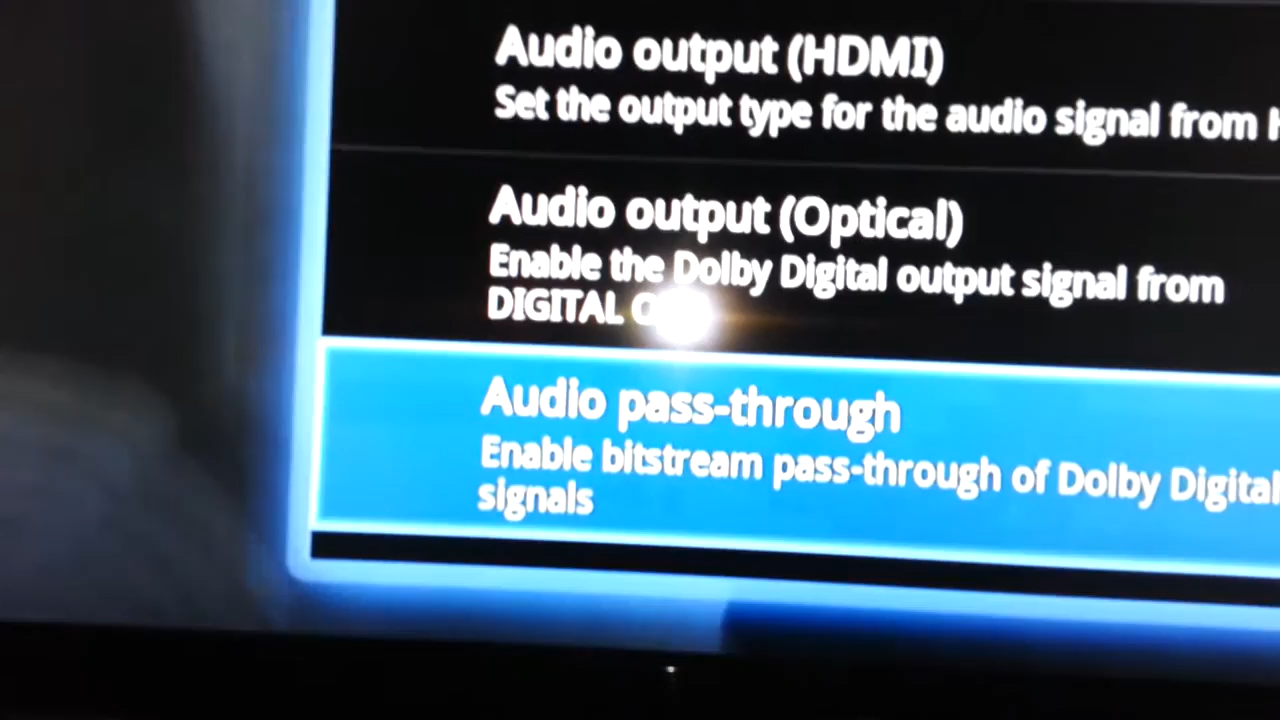 Audio output (HDMI)
Set the output type for the audio signal from
Audio output (Optical)
Enable the Dolby Digital output signal from
DIGITAL
Audio pass-through
Enable bitstream pass-through of Dolby Digital
signals